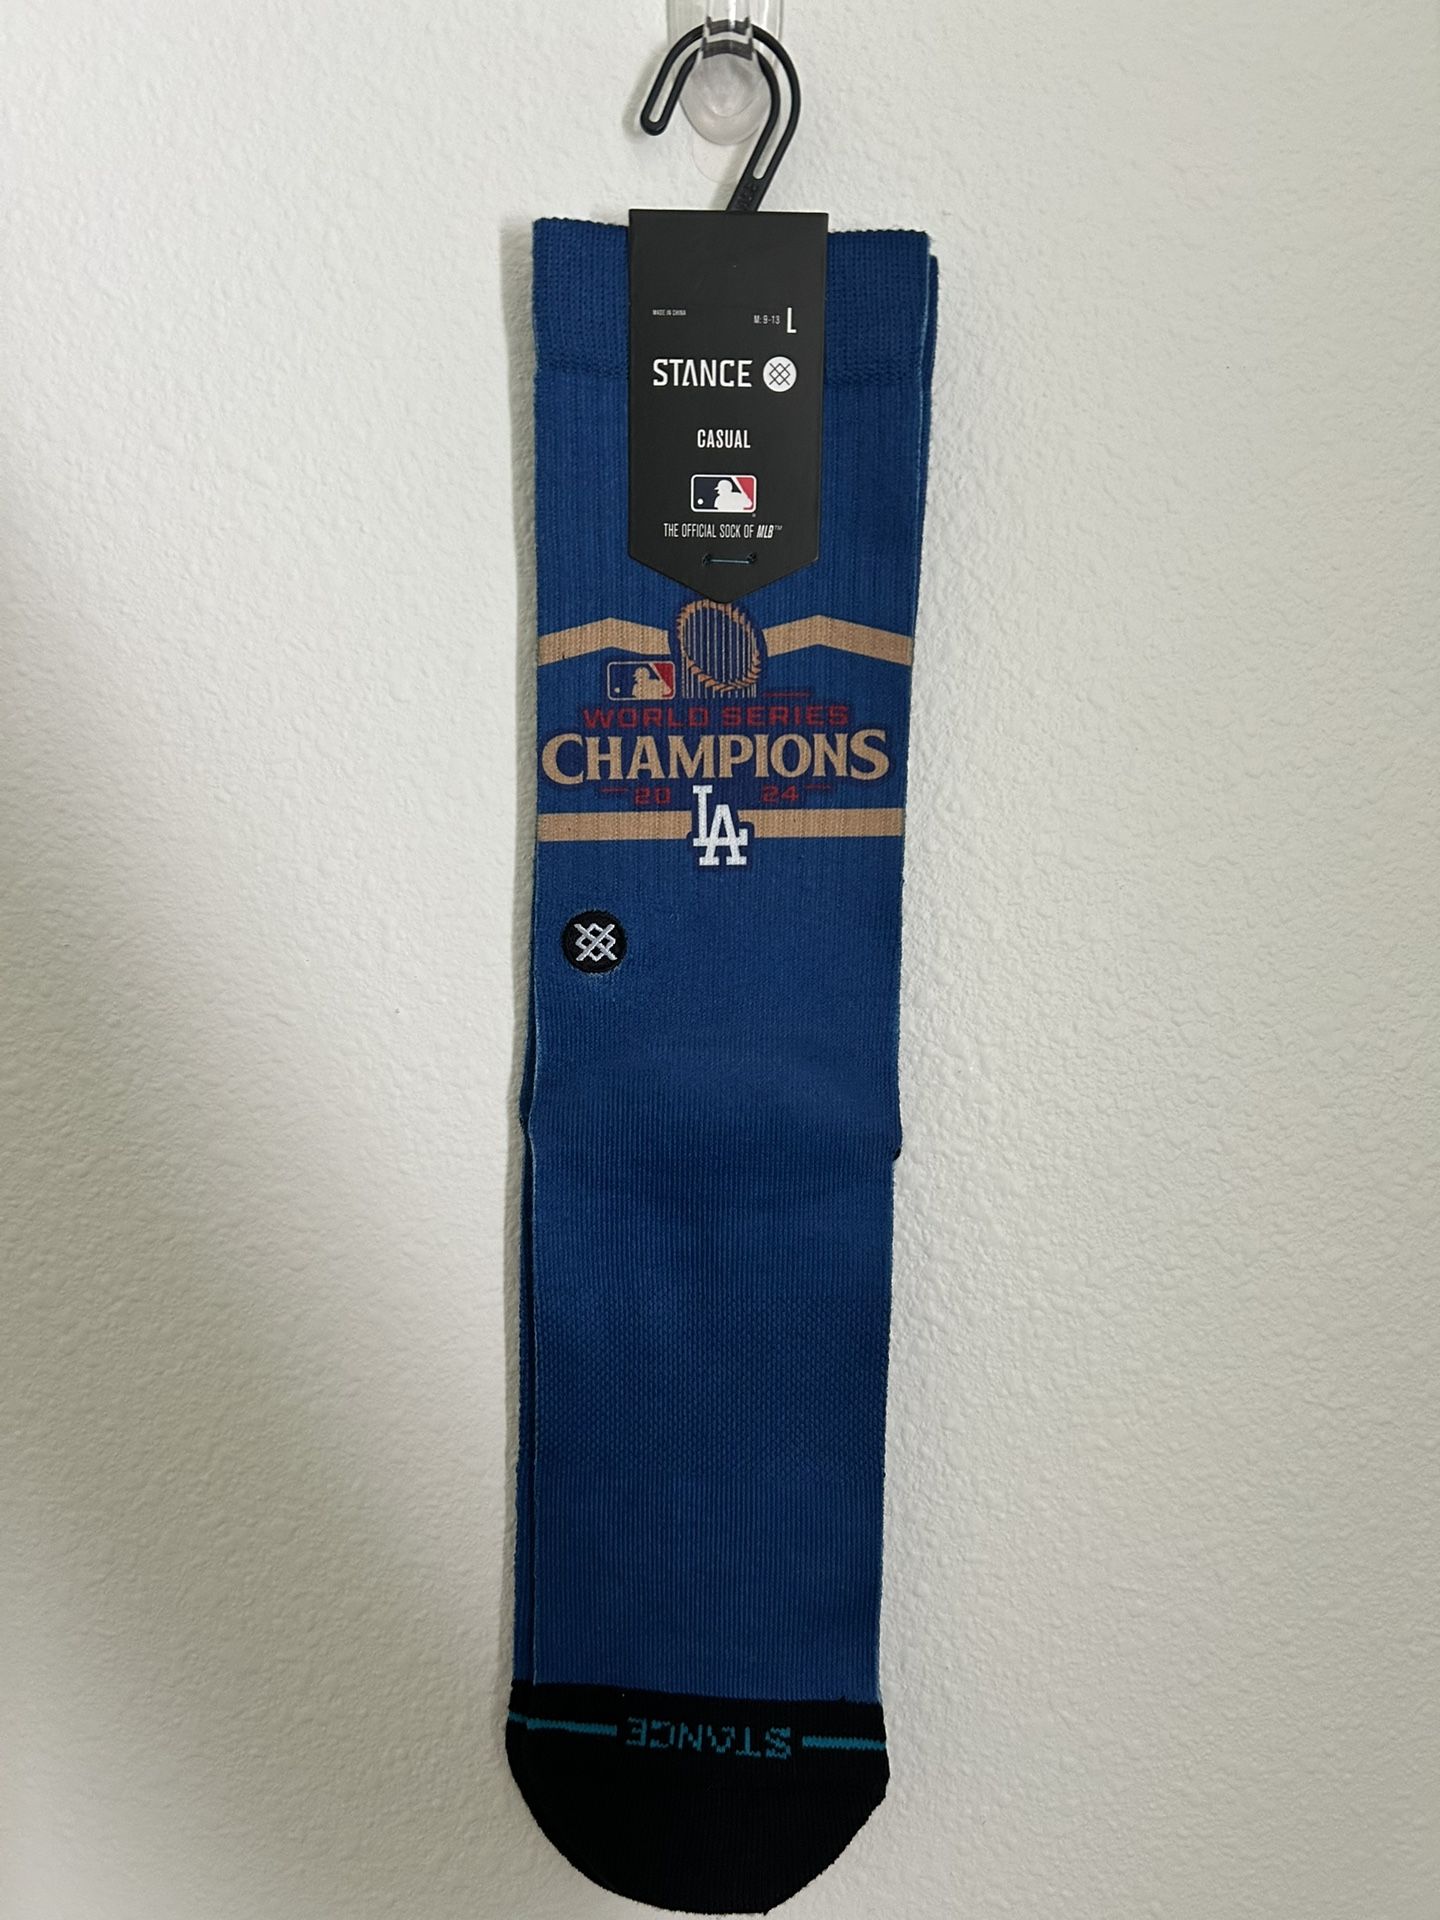 MADE IN CHINA
M: 9-13 L
STANCE
CASUAL
THE OFFICIAL SOCK OF MLB™
WORLD SERIES
CHAMPIONS
20 24
LA
STANCE